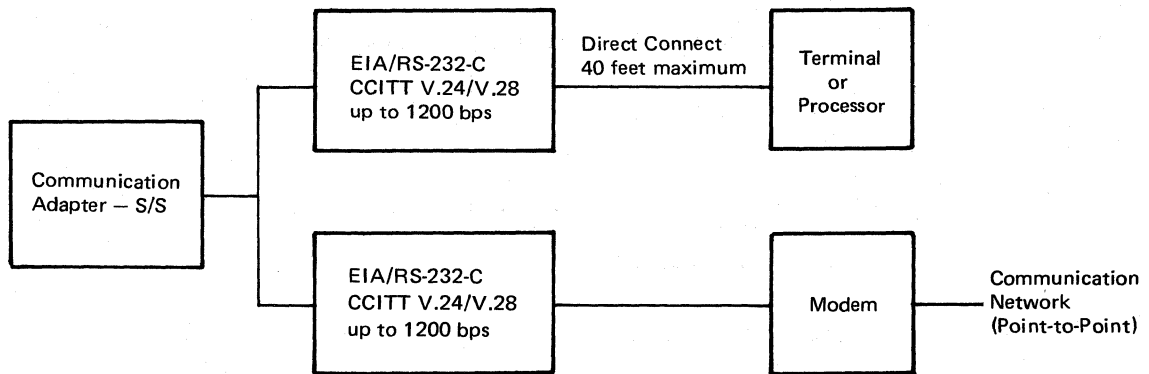 EIA/RS-232-C
CCITT V.24/V.28
up to 1200 bps
Direct Connect
40 feet maximum
Terminal
or
Processor
Communication
Adapter — S/S
EIA/RS-232-C
CCITT V.24/V.28
up to 1200 bps
Modem
Communication
Network
(Point-to-Point)